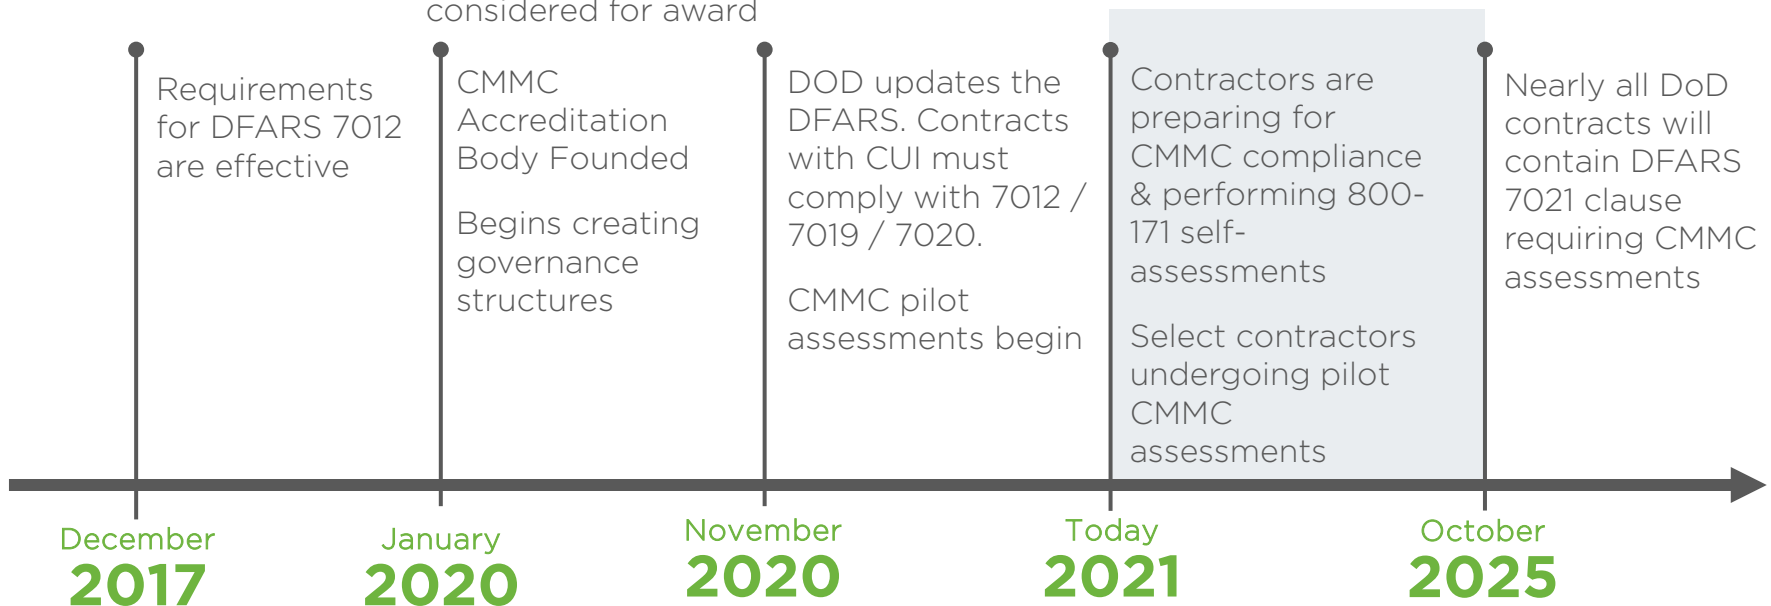 considered for award
Requirements
for DFARS 7012
are effective
CMMC
Accreditation
Body Founded
Begins creating
governance
structures
DOD updates the
DFARS. Contracts
with CUI must
comply with 7012 /
7019 / 7020.
CMMC pilot
assessments begin
Contractors are
preparing for
CMMC compliance
& performing 800-
171 self-
assessments
Select contractors
undergoing pilot
CMMC
assessments
Nearly all DoD
contracts will
contain DFARS
7021 clause
requiring CMMC
assessments
December
2017
January
2020
November
2020
Today
2021
October
2025